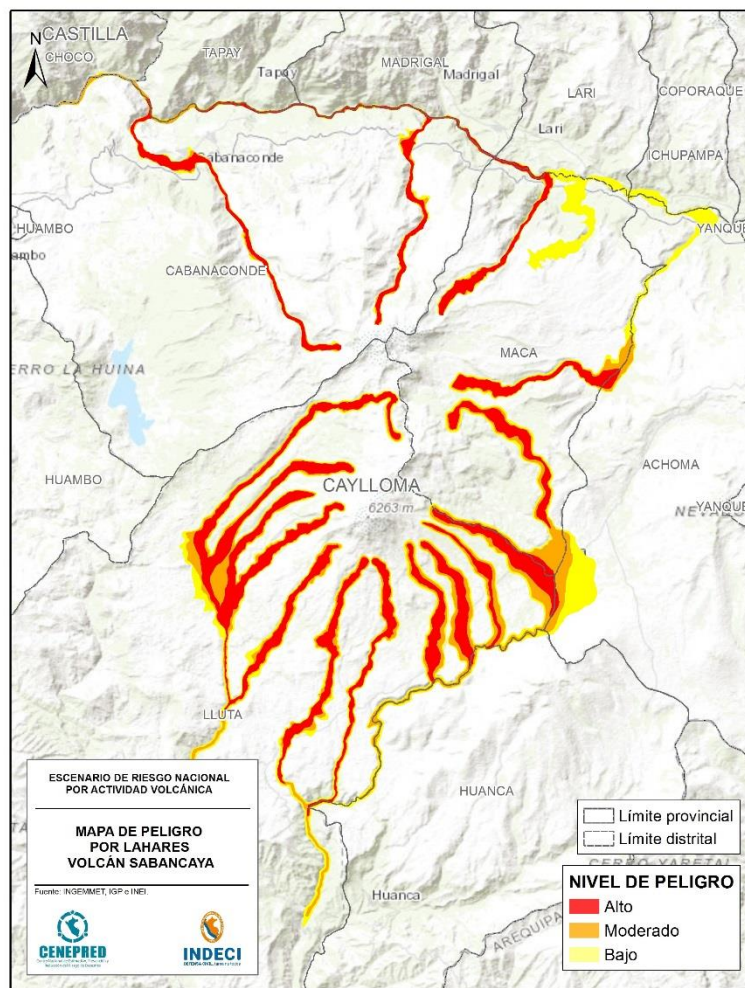 N
CASTILLA
CHOCO
TAPAY
Tapay
MADRIGAL
Madrigal
LARI
Lari
COPORAQUE
ICHUPAMPA
Cabanaconde
HUAMBO
ambo
CABANACONDE
YANQUE
MACA
ERRO LA HUINA
HUAMBO
CAYLLOMA
6263 m
ACHOMA
YANQUE
NEVAD
LLUTA
HUANCA
Huanca
CERRO YARETAL
AREQUIPA
ESCENARIO DE RIESGO NACIONAL
POR ACTIVIDAD VOLCÁNICA
MAPA DE PELIGRO
POR LAHARES
VOLCÁN SABANCAYA
Fuente: INGEMMET, IGP e INEI.
CENEPRED
INDECI
Límite provincial
Límite distrital
NIVEL DE PELIGRO
Alto
Moderado
Bajo